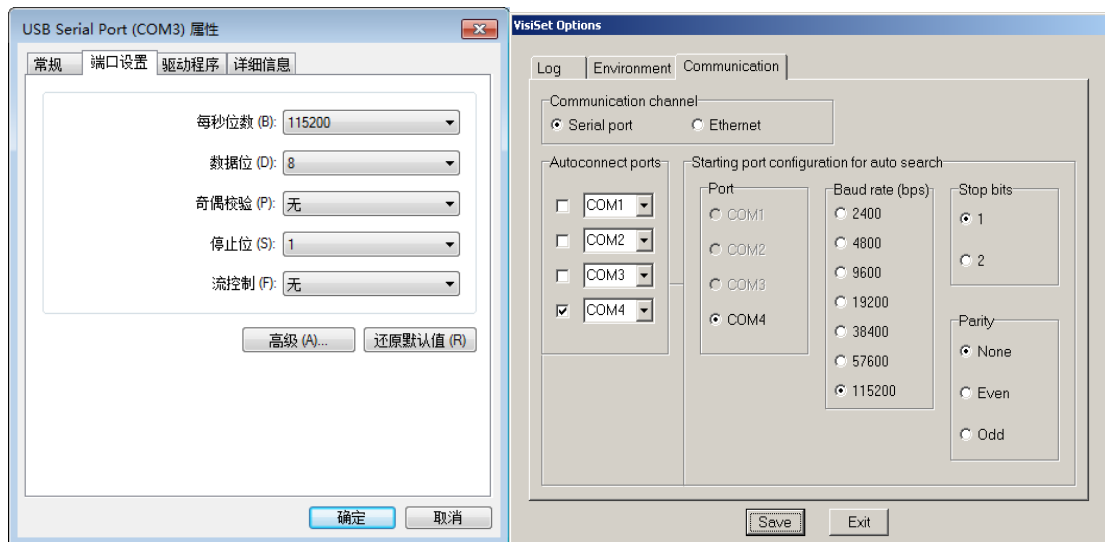 USB Serial Port (COM3) 属性
常规 端口设置 驱动程序 详细信息
每秒位数 (B): 115200
数据位 (D): 8
奇偶校验 (P): 无
停止位 (S): 1
流控制 (F): 无
高级 (A)... 还原默认值 (R)
确定 取消
VisiSet Options
Log Environment Communication
Communication channel
Serial port Ethernet
Autoconnect ports
COM1
COM2
COM3
COM4
Starting port configuration for auto search
Port
COM1
COM2
COM3
COM4
Baud rate (bps)
2400
4800
9600
19200
38400
57600
115200
Stop bits
1
2
Parity
None
Even
Odd
Save Exit